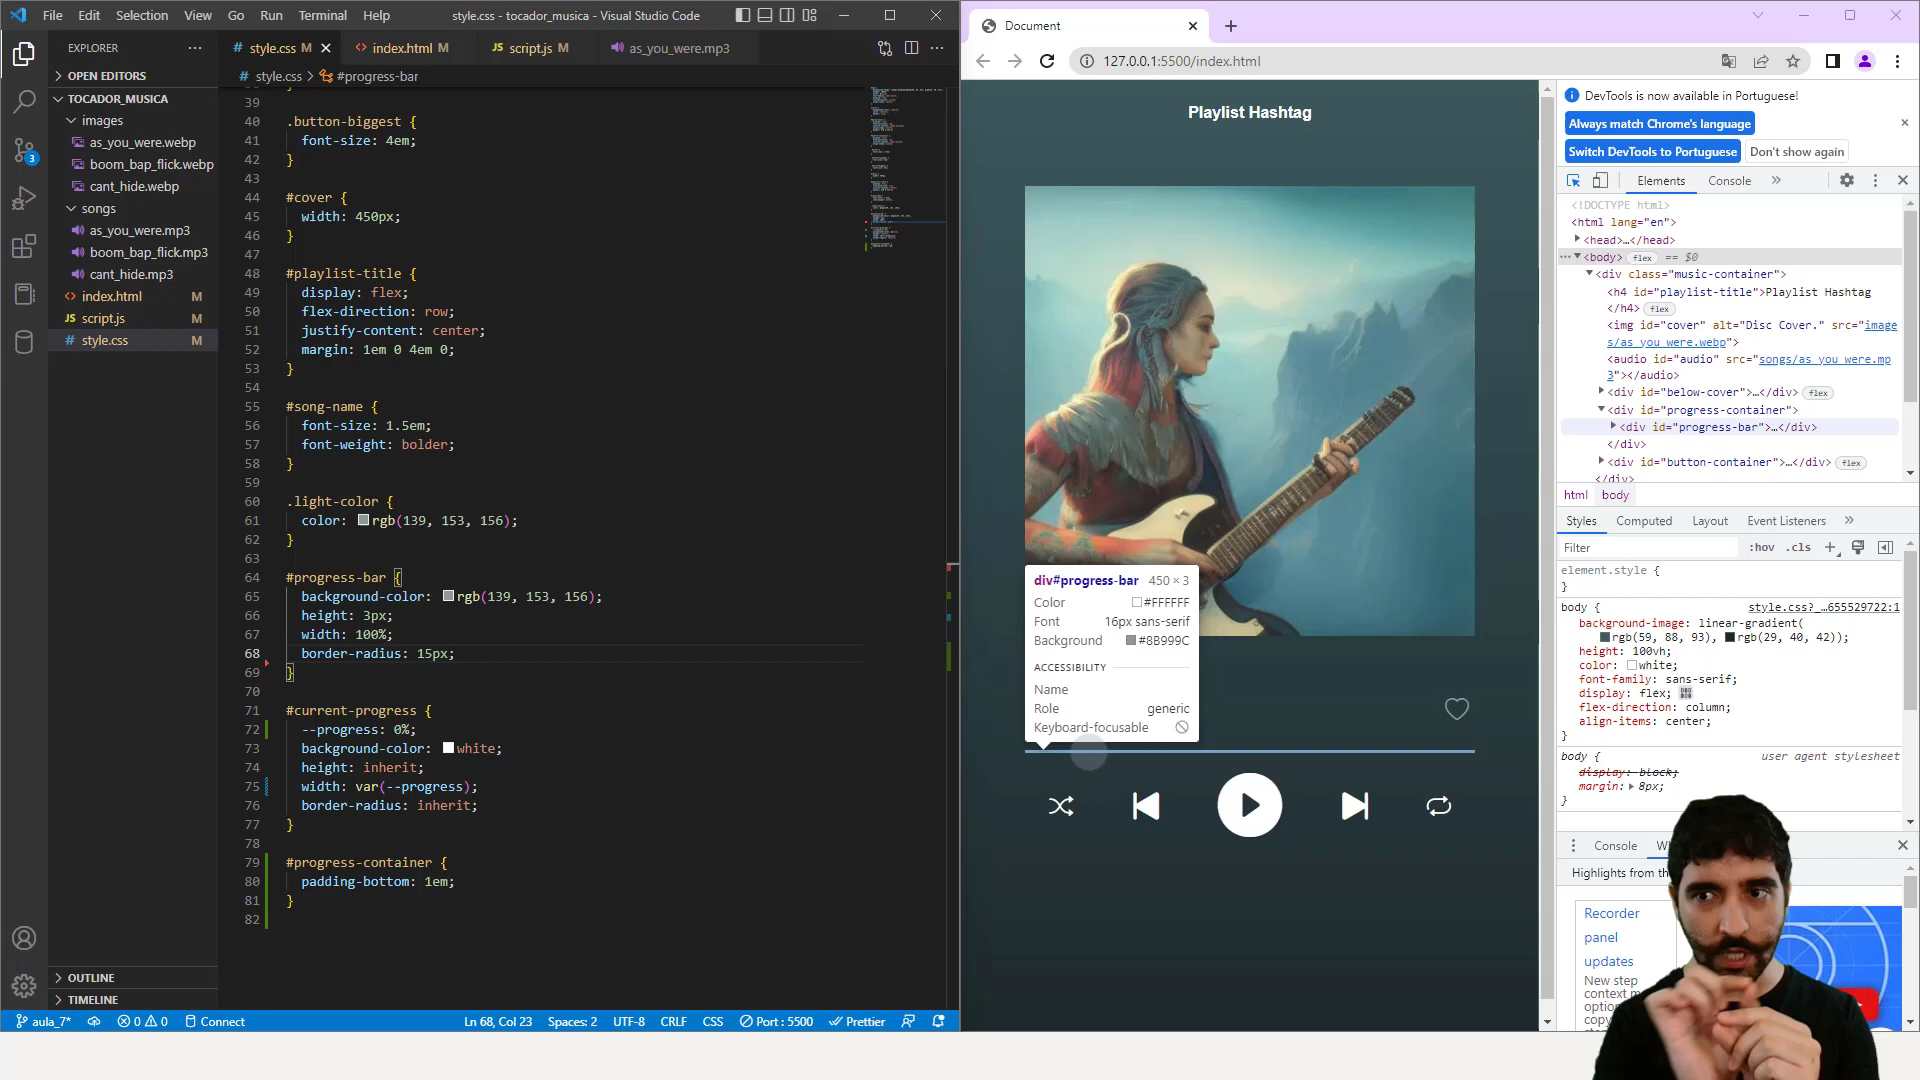 File Edit Selection View Go Run Terminal Help
style.css - tocador_musica - Visual Studio Code
EXPLORER
OPEN EDITORS
TOCADOR_MUSICA
images
as_you_were.webp
boom_bap_flick.webp
cant_hide.webp
songs
as_you_were.mp3
boom_bap_flick.mp3
cant_hide.mp3
index.html M
JS script.js M
# style.css M
OUTLINE
TIMELINE
3
# style.css M
<> index.html M
JS script.js M
as_you_were.mp3
# style.css > #progress-bar
39
40 .button-biggest {
41 font-size: 4em;
42 }
43
44 #cover {
45 width: 450px;
46 }
47
48 #playlist-title {
49 display: flex;
50 flex-direction: row;
51 justify-content: center;
52 margin: 1em 0 4em 0;
53 }
54
55 #song-name {
56 font-size: 1.5em;
57 font-weight: bolder;
58 }
59
60 .light-color {
61 color: rgb(139, 153, 156);
62 }
63
64 #progress-bar {
65 background-color: rgb(139, 153, 156);
66 height: 3px;
67 width: 100%;
68 border-radius: 15px;
69 }
70
71 #current-progress {
72 --progress: 0%;
73 background-color: white;
74 height: inherit;
75 width: var(--progress);
76 border-radius: inherit;
77 }
78
79 #progress-container {
80 padding-bottom: 1em;
81 }
82
aula_7* 0 0 Connect
Ln 68, Col 23 Spaces: 2 UTF-8 CRLF CSS Port : 5500 Prettier
Document
127.0.0.1:5500/index.html
Playlist Hashtag
div#progress-bar 450 × 3
Color #FFFFFF
Font 16px sans-serif
Background #8B999C
ACCESSIBILITY
Name
Role generic
Keyboard-focusable
DevTools is now available in Portuguese!
Always match Chrome's language
Switch DevTools to Portuguese Don't show again
Elements Console »
<!DOCTYPE html>
<html lang="en">
<head>…</head>
<body> flex == $0
<div class="music-container">
<h4 id="playlist-title">Playlist Hashtag
</h4> flex
<img id="cover" alt="Disc Cover." src="image
s/as_you_were.webp">
<audio id="audio" src="songs/as_you_were.mp
3"></audio>
<div id="below-cover">…</div> flex
<div id="progress-container">
<div id="progress-bar">…</div>
</div>
<div id="button-container">…</div> flex
</div>
html body
Styles Computed Layout Event Listeners »
Filter :hov .cls +
element.style {
}
body { style.css?_…655529722:1
background-image: linear-gradient(
rgb(59, 88, 93), rgb(29, 40, 42));
height: 100vh;
color: white;
font-family: sans-serif;
display: flex;
flex-direction: column;
align-items: center;
}
body { user agent stylesheet
display: block;
margin: 8px;
}
Console
Highlights from the
Recorder
panel
updates
New step
context m
option
copy